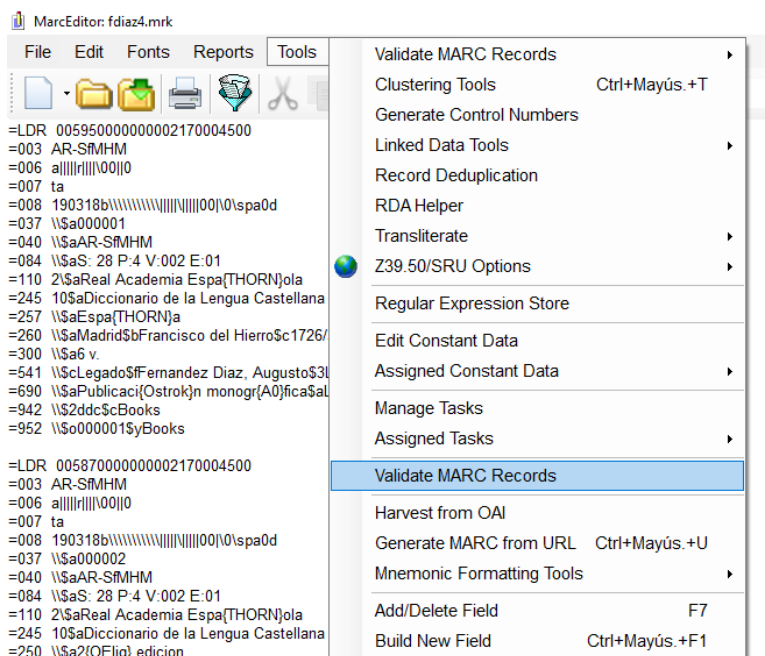 MarcEditor: fdiaz4.mrk
File Edit Fonts Reports Tools
=LDR 00595000000002170004500
=003 AR-SfMHM
=006 a|||||r||||\00||0
=007 ta
=008 190318b\\\\\\\\\\\|||||\|||||00|\0\spa0d
=037 \\$a000001
=040 \\$aAR-SfMHM
=084 \\$aS: 28 P:4 V:002 E:01
=110 2\$aReal Academia Espa{THORN}ola
=245 10$aDiccionario de la Lengua Castellana
=257 \\$aEspa{THORN}a
=260 \\$aMadrid$bFrancisco del Hierro$c1726/
=300 \\$a6 v.
=541 \\$cLegado$fFernandez Diaz, Augusto$3L
=690 \\$aPublicaci{Ostrok}n monogr{A0}fica$aL
=942 \\$2ddc$cBooks
=952 \\$o000001$yBooks
=LDR 00587000000002170004500
=003 AR-SfMHM
=006 a|||||r||||\00||0
=007 ta
=008 190318b\\\\\\\\\\\|||||\|||||00|\0\spa0d
=037 \\$a000002
=040 \\$aAR-SfMHM
=084 \\$aS: 28 P:4 V:002 E:01
=110 2\$aReal Academia Espa{THORN}ola
=245 10$aDiccionario de la Lengua Castellana
=250 \\$a2{OElig} edicion
Validate MARC Records
Clustering Tools Ctrl+Mayús.+T
Generate Control Numbers
Linked Data Tools
Record Deduplication
RDA Helper
Transliterate
Z39.50/SRU Options
Regular Expression Store
Edit Constant Data
Assigned Constant Data
Manage Tasks
Assigned Tasks
Validate MARC Records
Harvest from OAI
Generate MARC from URL Ctrl+Mayús.+U
Mnemonic Formatting Tools
Add/Delete Field F7
Build New Field Ctrl+Mayús.+F1